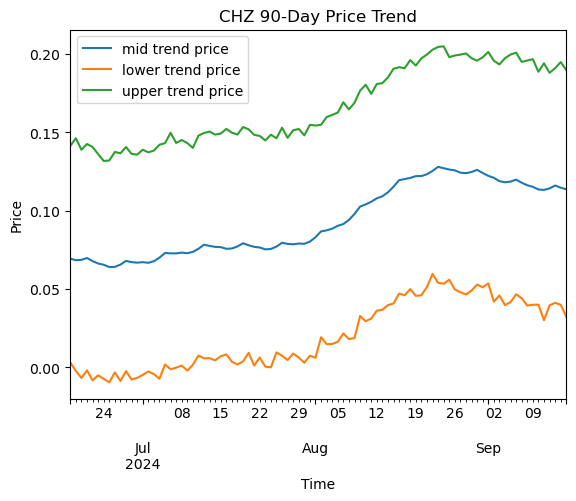 CHZ 90-Day Price Trend
mid trend price
lower trend price
upper trend price
Price
0.20
0.15
0.10
0.05
0.00
24 08 15 22 29 05 12 19 26 02 09
Jul Aug Sep
2024
Time